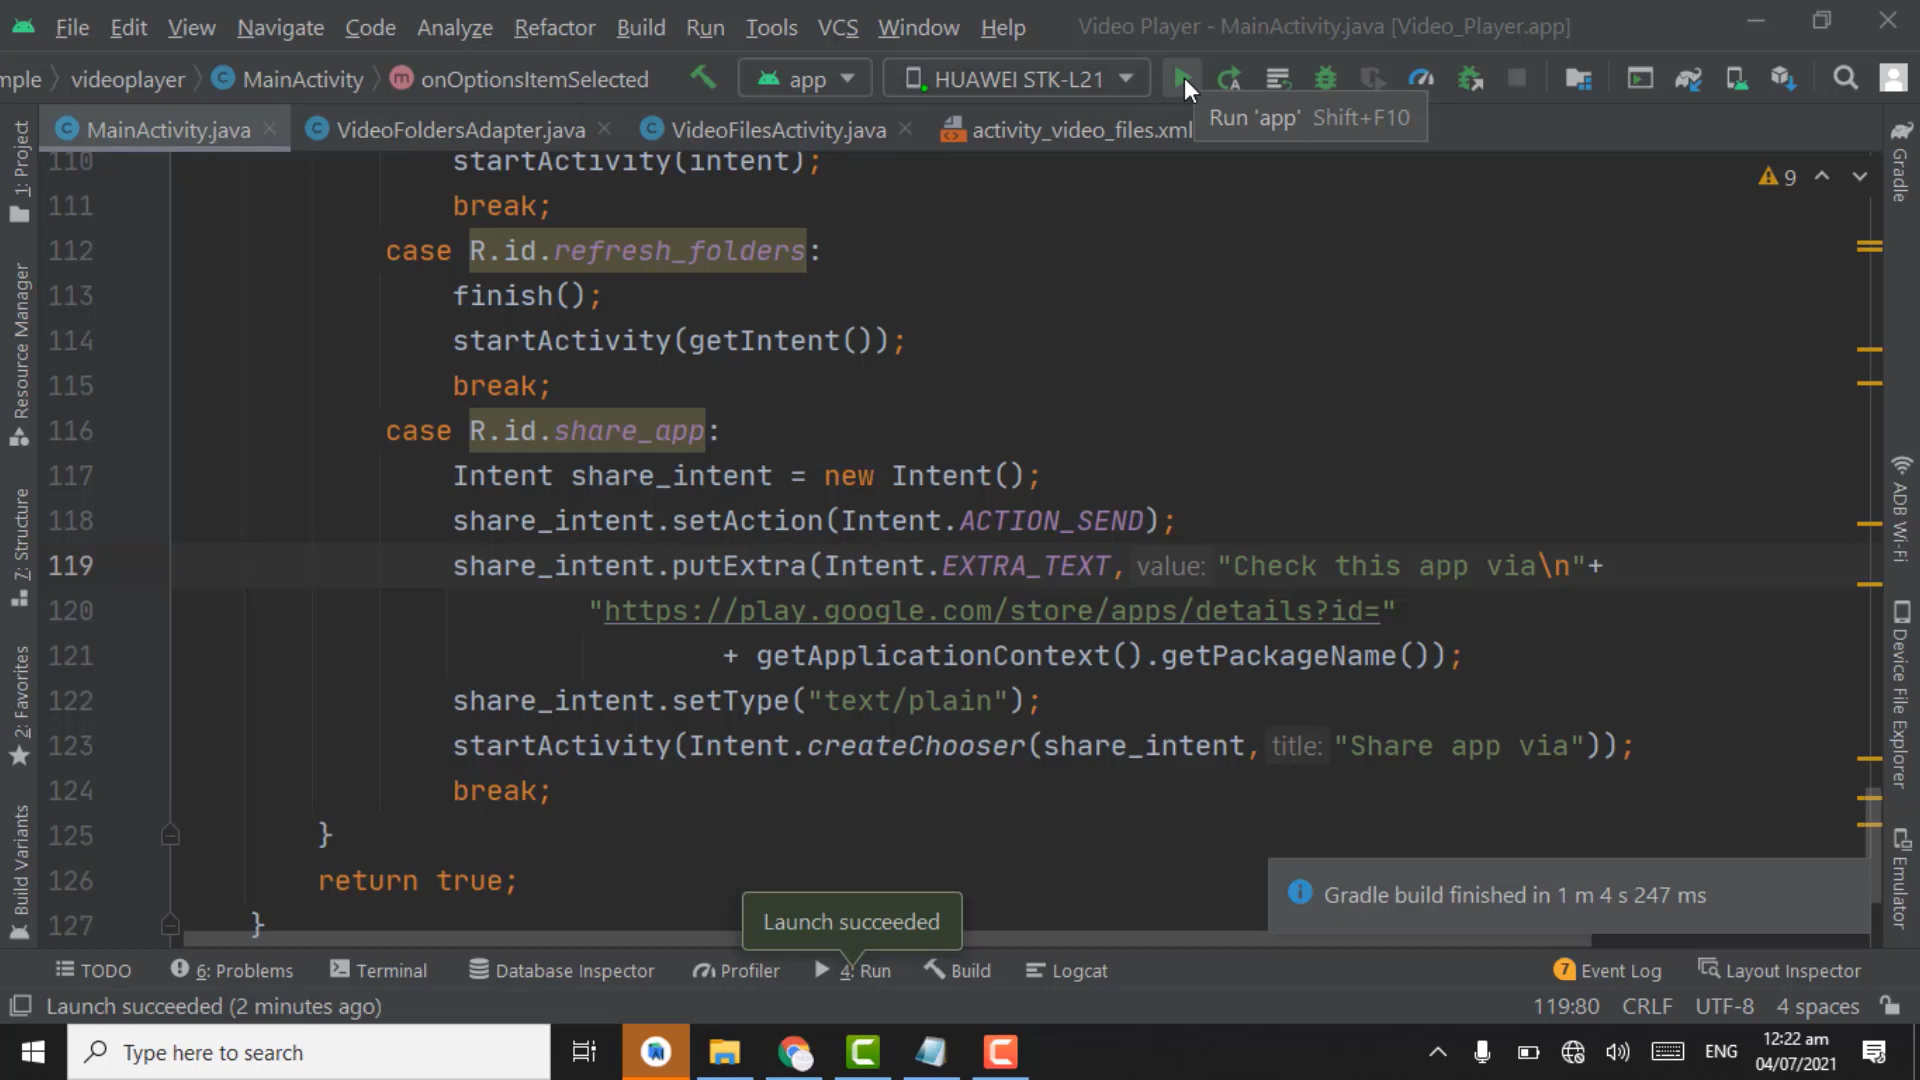 File Edit View Navigate Code Analyze Refactor Build Run Tools VCS Window Help Video Player - MainActivity.java [Video_Player.app]
mple videoplayer MainActivity onOptionsItemSelected app HUAWEI STK-L21
Run 'app' Shift+F10
MainActivity.java VideoFoldersAdapter.java VideoFilesActivity.java activity_video_files.xml
9
110 startActivity(intent);
111 break;
112 case R.id.refresh_folders:
113 finish();
114 startActivity(getIntent());
115 break;
116 case R.id.share_app:
117 Intent share_intent = new Intent();
118 share_intent.setAction(Intent.ACTION_SEND);
119 share_intent.putExtra(Intent.EXTRA_TEXT, value: "Check this app via\n"+
120 "https://play.google.com/store/apps/details?id="
121 + getApplicationContext().getPackageName());
122 share_intent.setType("text/plain");
123 startActivity(Intent.createChooser(share_intent, title: "Share app via"));
124 break;
125 }
126 return true;
127 }
1: Project
Resource Manager
7: Structure
2: Favorites
Build Variants
Gradle
ADB Wi-Fi
Device File Explorer
Emulator
Gradle build finished in 1 m 4 s 247 ms
Launch succeeded
TODO 6: Problems Terminal Database Inspector Profiler 4: Run Build Logcat 7 Event Log Layout Inspector
Launch succeeded (2 minutes ago) 119:80 CRLF UTF-8 4 spaces
Type here to search ENG 12:22 am
04/07/2021